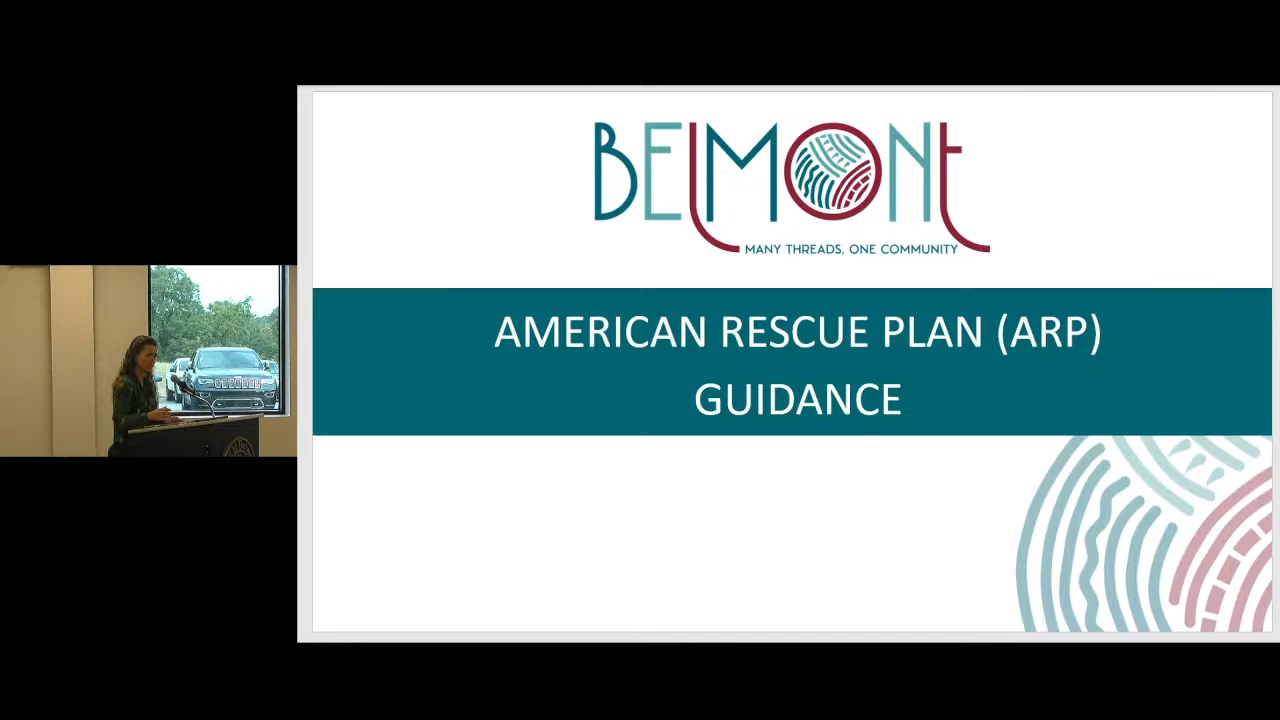 BELMONt
MANY THREADS, ONE COMMUNITY
AMERICAN RESCUE PLAN (ARP)
GUIDANCE